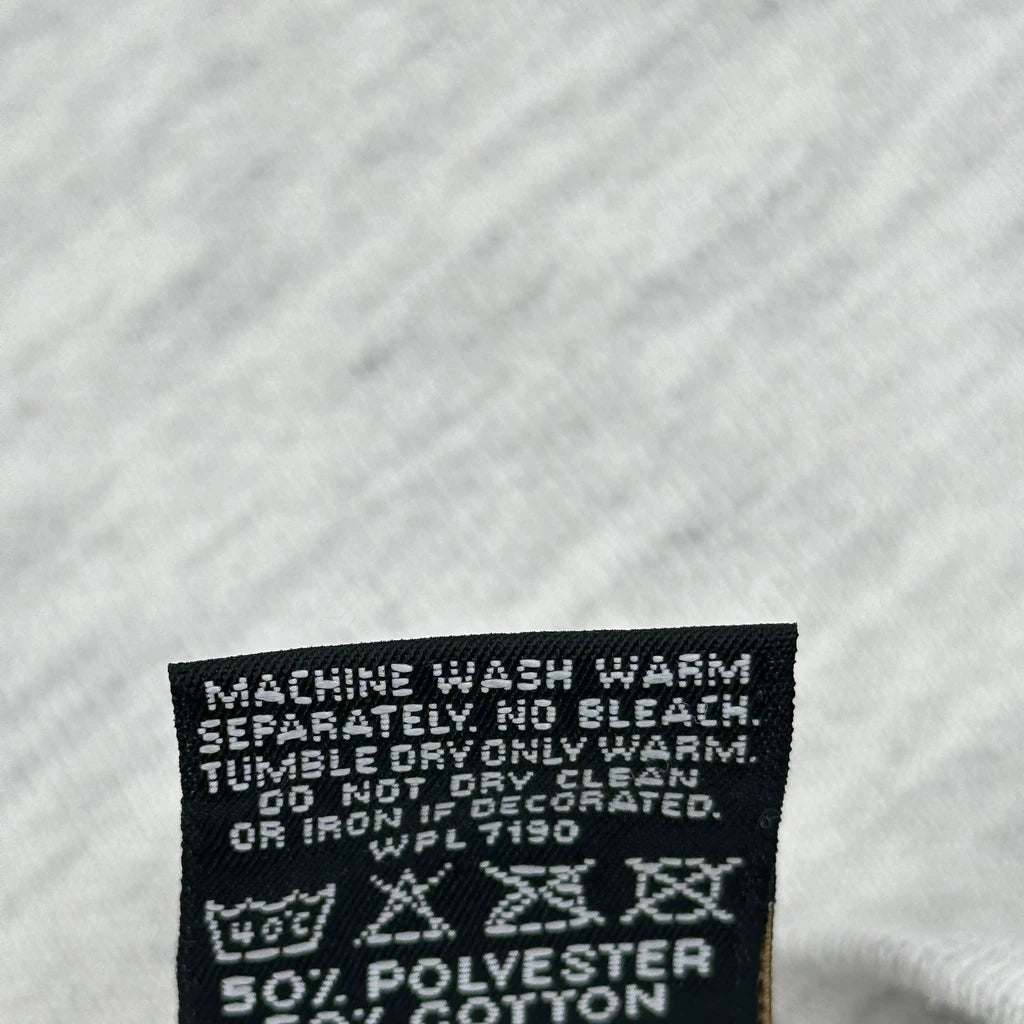 MACHINE WASH WARM
SEPARATELY. NO BLEACH.
TUMBLE DRY ONLY WARM.
DO NOT DRY CLEAN
OR IRON IF DECORATED.
WPL 7190
40°C
50% POLYESTER
50% COTTON